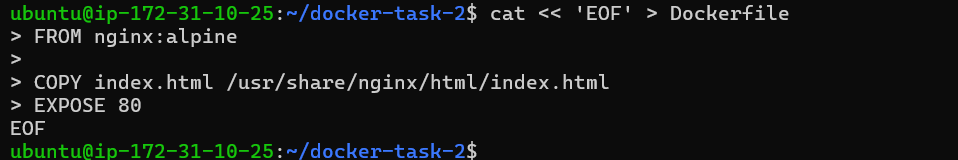 ubuntu@ip-172-31-10-25:~/docker-task-2$ cat << 'EOF' > Dockerfile
> FROM nginx:alpine
>
> COPY index.html /usr/share/nginx/html/index.html
> EXPOSE 80
EOF
ubuntu@ip-172-31-10-25:~/docker-task-2$